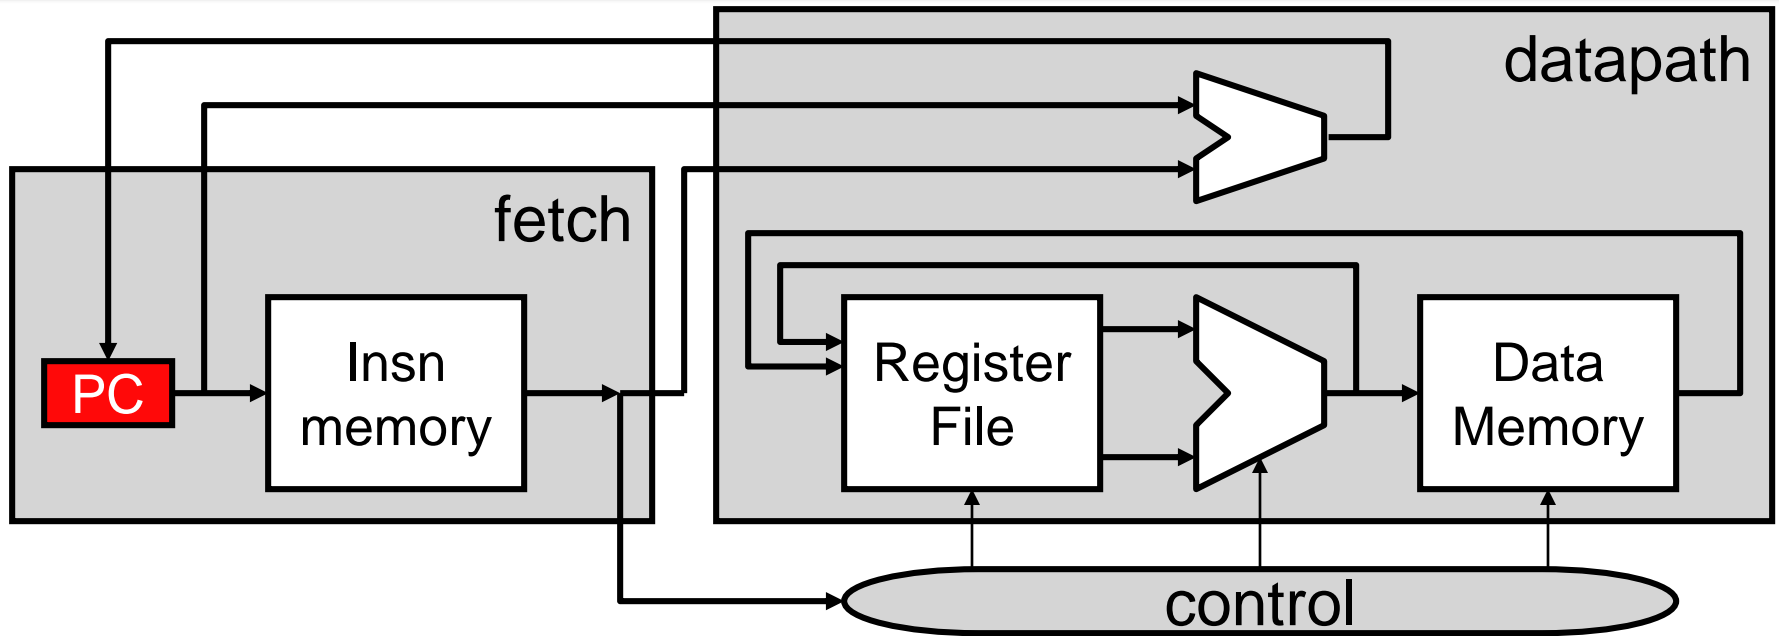 datapath
fetch
PC
Insn
memory
Register
File
Data
Memory
control